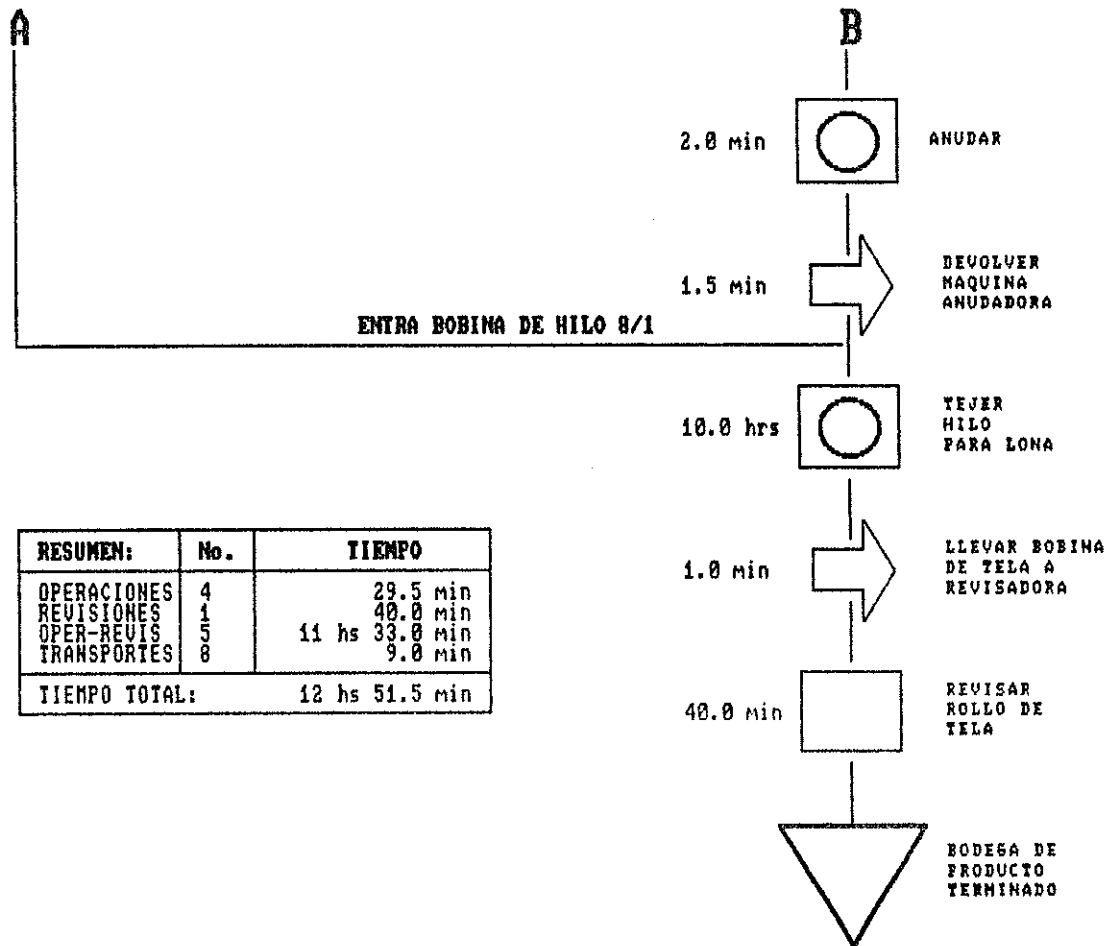 A
B
2.0 min
ANUDAR
1.5 min
DEVOLVER
MAQUINA
ANUDADORA
ENTRA BOBINA DE HILO 8/1
10.0 hrs
TEJER
HILO
PARA LONA
1.0 min
LLEVAR BOBINA
DE TELA A
REVISADORA
RESUMEN: No. TIEMPO
OPERACIONES 4 29.5 min
REVISIONES 1 40.0 min
OPER-REVIS 5 11 hs 33.0 min
TRANSPORTES 8 9.0 min
TIEMPO TOTAL: 12 hs 51.5 min
40.0 min
REVISAR
ROLLO DE
TELA
BODEGA DE
PRODUCTO
TERMINADO